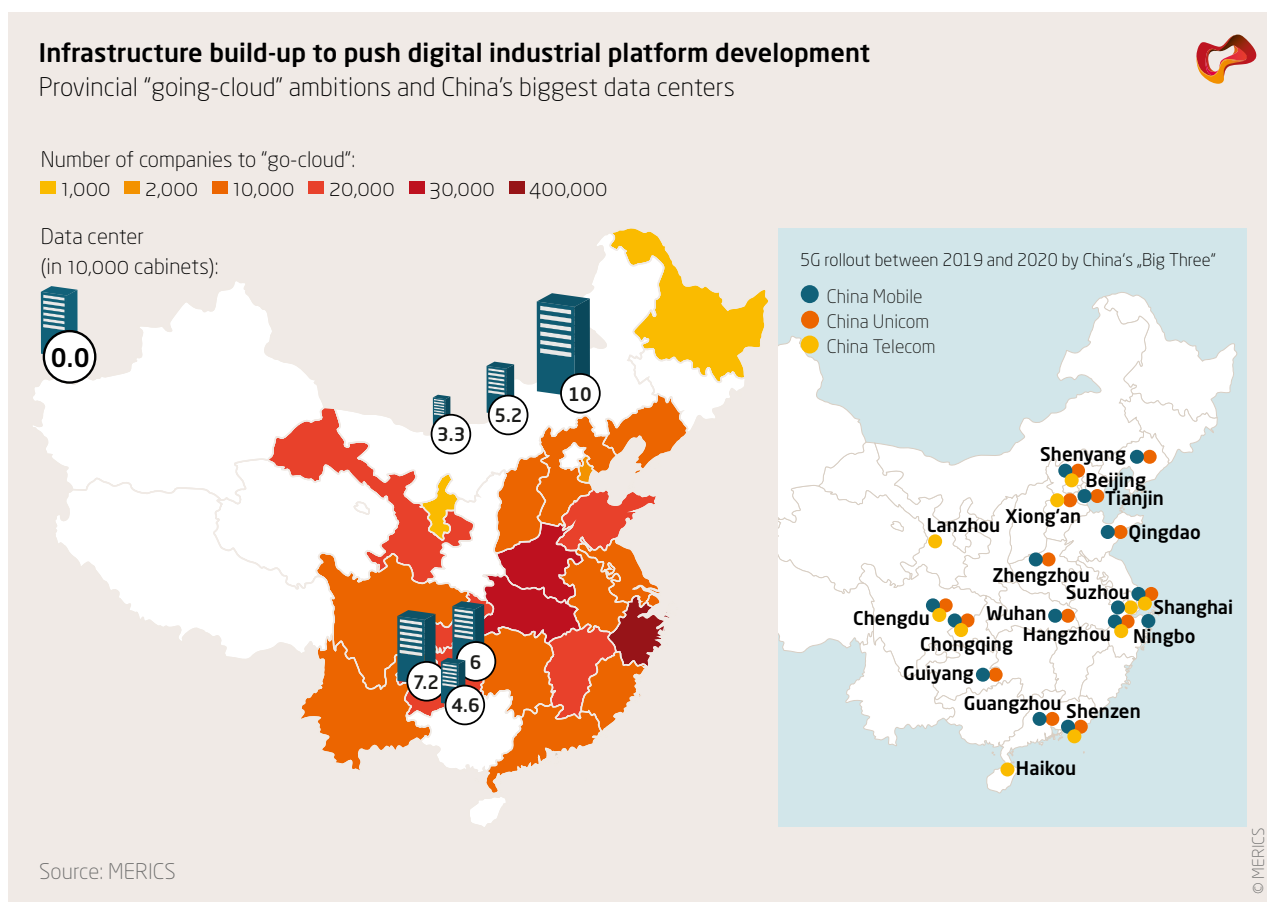 Infrastructure build-up to push digital industrial platform development
Provincial “going-cloud” ambitions and China’s biggest data centers
Number of companies to “go-cloud”:
1,000 2,000 10,000 20,000 30,000 400,000
Data center
(in 10,000 cabinets):
0.0
10
5.2
3.3
6
7.2
4.6
5G rollout between 2019 and 2020 by China’s „Big Three“
China Mobile
China Unicom
China Telecom
Shenyang
Beijing
Tianjin
Xiong’an
Lanzhou
Qingdao
Zhengzhou
Suzhou
Shanghai
Chengdu
Wuhan
Hangzhou
Ningbo
Chongqing
Guiyang
Guangzhou
Shenzen
Haikou
Source: MERICS
© MERICS